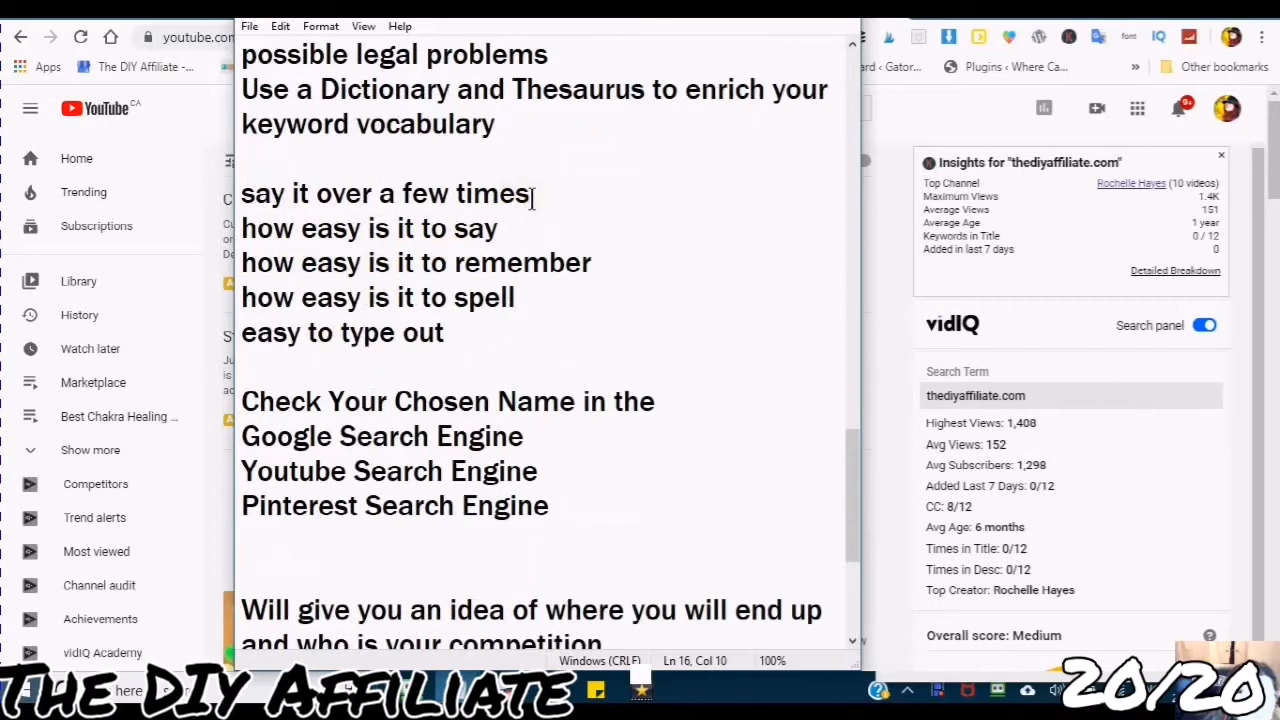 File Edit Format View Help
youtube.com
font
Apps
The DIY Affiliate -...
Plugins ‹ Where Ca...
Other bookmarks
YouTube CA
9+
Home
Trending
Subscriptions
Library
History
Watch later
Marketplace
Best Chakra Healing ...
Show more
Competitors
Trend alerts
Most viewed
Channel audit
Achievements
vidIQ Academy
possible legal problems
Use a Dictionary and Thesaurus to enrich your
keyword vocabulary
say it over a few times
how easy is it to say
how easy is it to remember
how easy is it to spell
easy to type out
Check Your Chosen Name in the
Google Search Engine
Youtube Search Engine
Pinterest Search Engine
Will give you an idea of where you will end up
and who is your competition
Windows (CRLF) Ln 16, Col 10 100%
Insights for "thediyaffiliate.com"
Top Channel Rochelle Hayes (10 videos)
Maximum Views 1.4K
Average Views 151
Average Age 1 year
Keywords in Title 0 / 12
Added in last 7 days 0
Detailed Breakdown
vidIQ Search panel
Search Term
thediyaffiliate.com
Highest Views: 1,408
Avg Views: 152
Avg Subscribers: 1,298
Added Last 7 Days: 0/12
CC: 8/12
Avg Age: 6 months
Times in Title: 0/12
Times in Desc: 0/12
Top Creator: Rochelle Hayes
Overall score: Medium
here
The DIY Affiliate
20/20